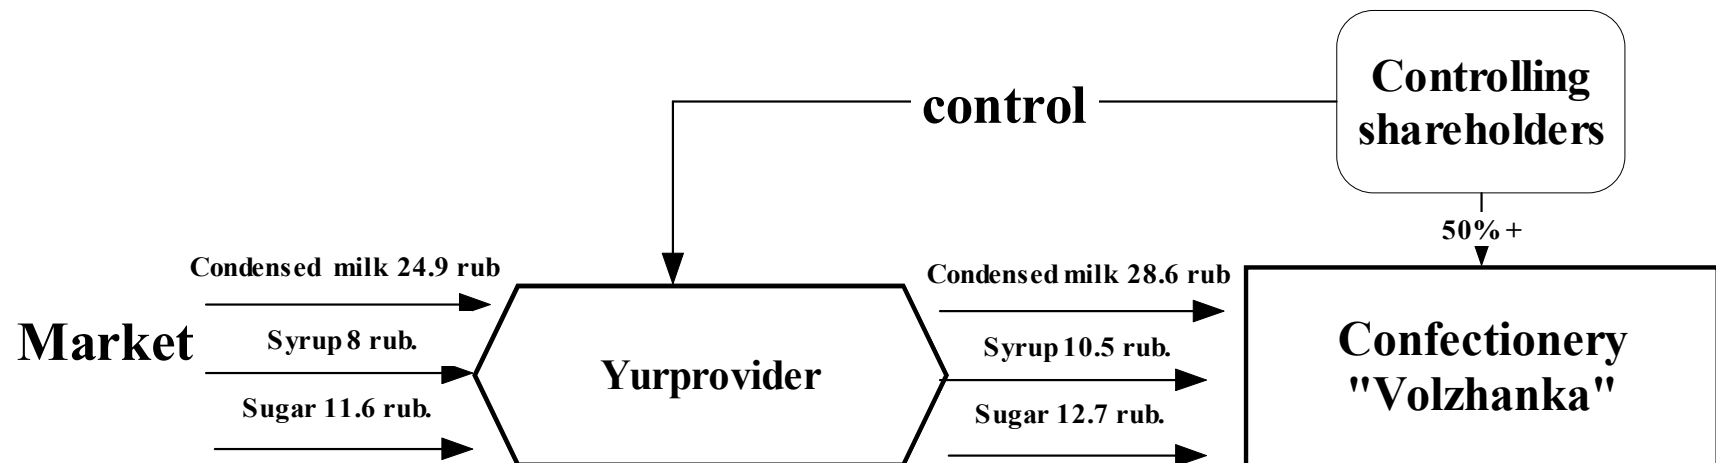 Controlling
shareholders
control
50% +
Condensed milk 24.9 rub
Condensed milk 28.6 rub
Market
Syrup 8 rub.
Syrup 10.5 rub.
Confectionery
"Volzhanka"
Yurprovider
Sugar 11.6 rub.
Sugar 12.7 rub.